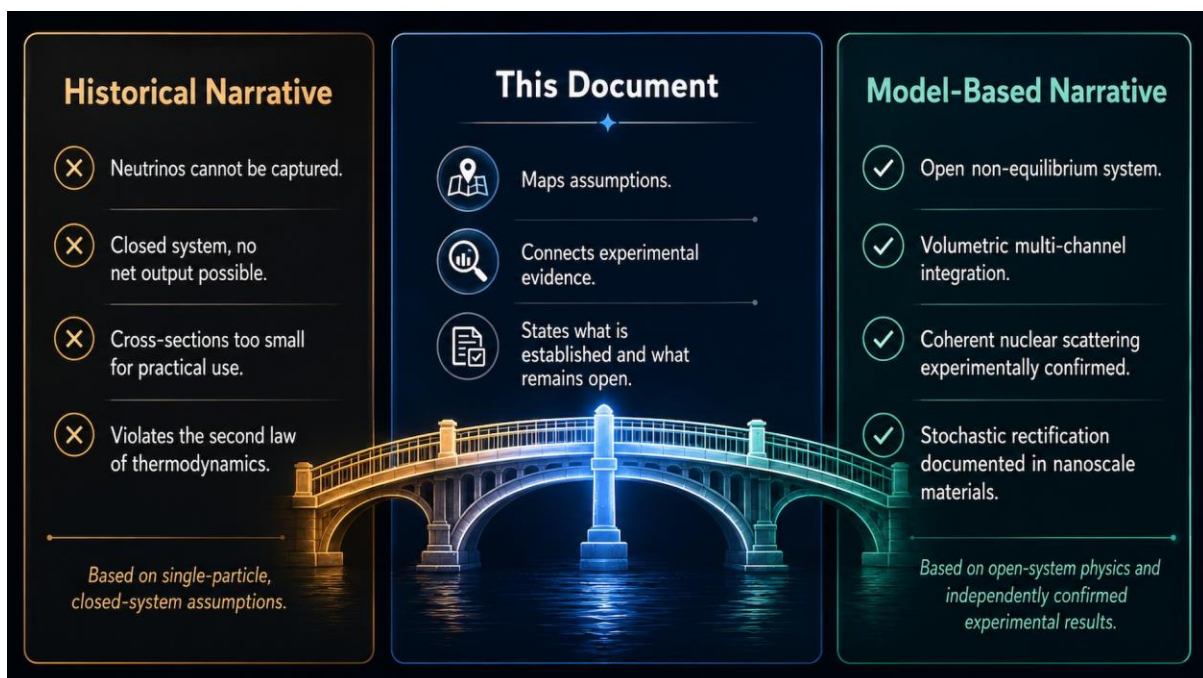 Historical Narrative
Neutrinos cannot be captured.
Closed system, no
net output possible.
Cross-sections too small
for practical use.
Violates the second law
of thermodynamics.
Based on single-particle,
closed-system assumptions.
This Document
Maps assumptions.
Connects experimental
evidence.
States what is
established and what
remains open.
Model-Based Narrative
Open non-equilibrium system.
Volumetric multi-channel
integration.
Coherent nuclear scattering
experimentally confirmed.
Stochastic rectification
documented in nanoscale
materials.
Based on open-system physics and
independently confirmed
experimental results.